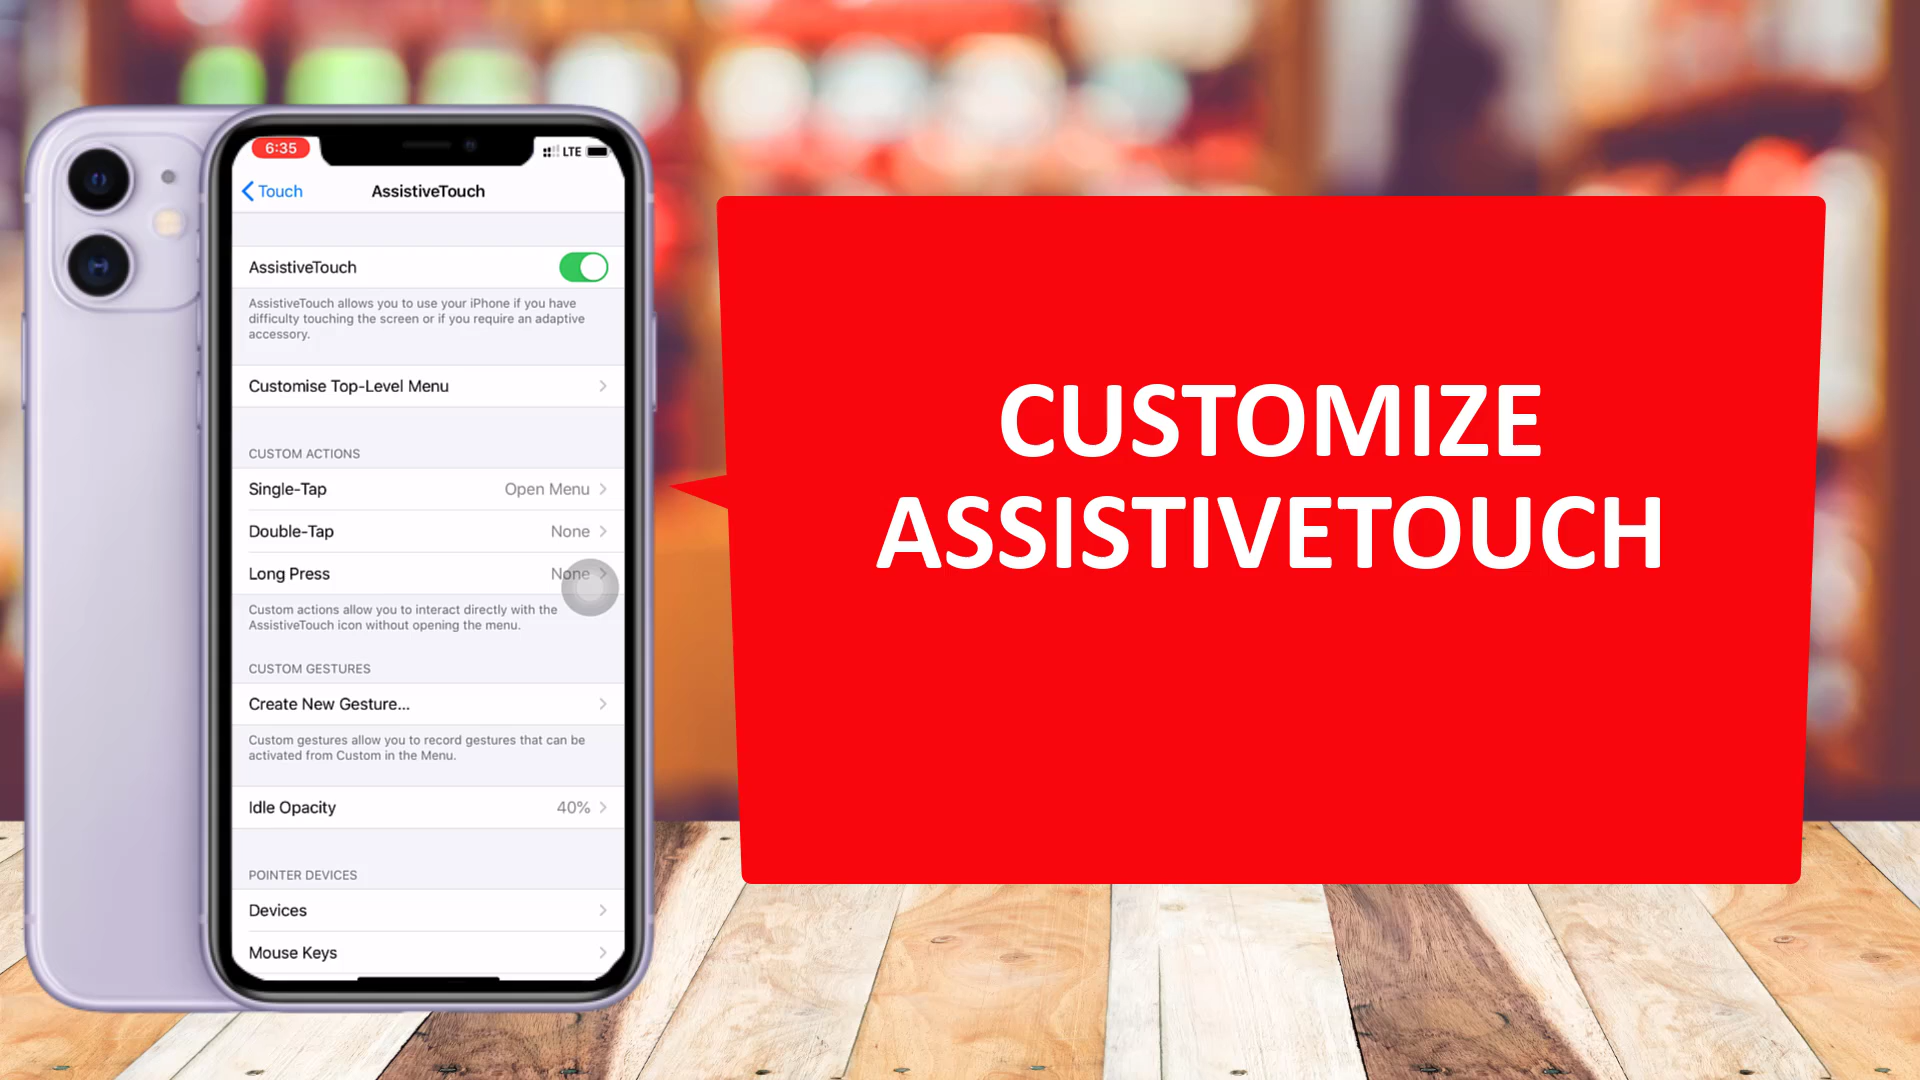 6:35
LTE
Touch
AssistiveTouch
AssistiveTouch
AssistiveTouch allows you to use your iPhone if you have
difficulty touching the screen or if you require an adaptive
accessory.
Customise Top-Level Menu
CUSTOM ACTIONS
Single-Tap Open Menu
Double-Tap None
Long Press None
Custom actions allow you to interact directly with the
AssistiveTouch icon without opening the menu.
CUSTOM GESTURES
Create New Gesture...
Custom gestures allow you to record gestures that can be
activated from Custom in the Menu.
Idle Opacity 40%
POINTER DEVICES
Devices
Mouse Keys
CUSTOMIZE
ASSISTIVETOUCH